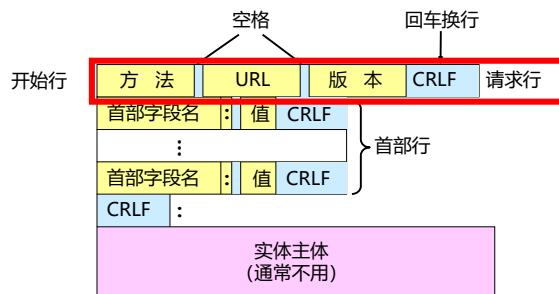 空格 回车换行
开始行 方 法 URL 版 本 CRLF 请求行
首部字段名 : 值 CRLF
⋮ 首部行
首部字段名 : 值 CRLF
CRLF :
实体主体
(通常不用)